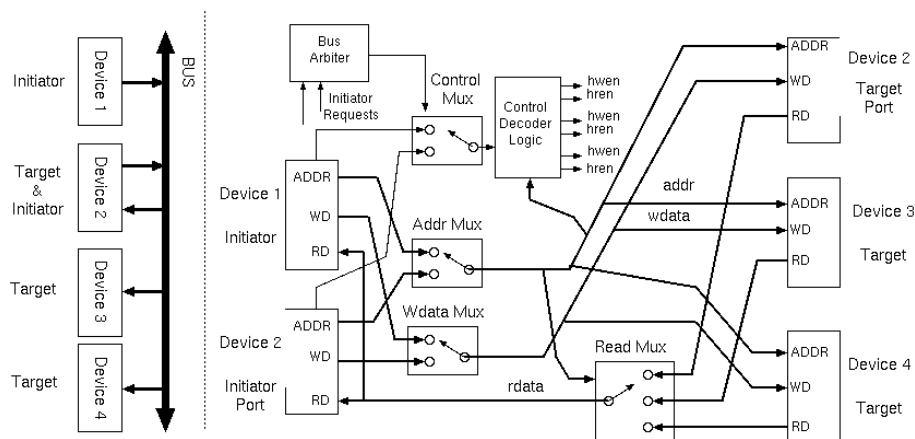 Initiator
Device 1
BUS
Target
&
Initiator
Device 2
Target
Device 3
Target
Device 4
Bus
Arbiter
Initiator
Requests
Control
Mux
Control
Decoder
Logic
hwen
hren
hwen
hren
hwen
hren
Device 1
Initiator
ADDR
WD
RD
Device 2
Initiator
Port
ADDR
WD
RD
Addr Mux
Wdata Mux
rdata
Read Mux
addr
wdata
ADDR
WD
RD
Device 2
Target
Port
ADDR
WD
RD
Device 3
Target
ADDR
WD
RD
Device 4
Target